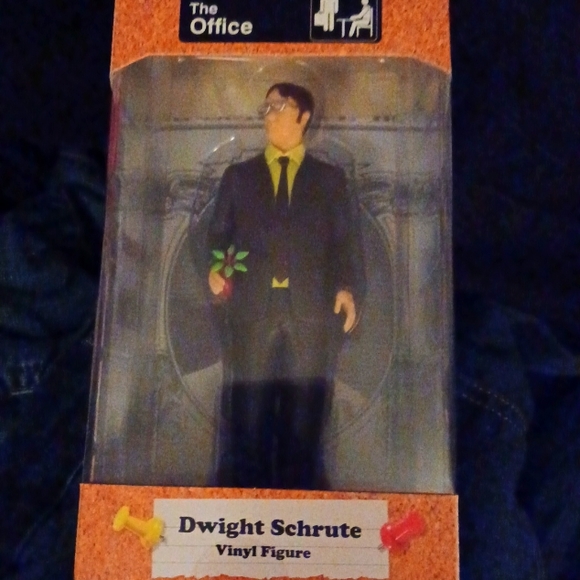 The
Office
Dwight Schrute
Vinyl Figure